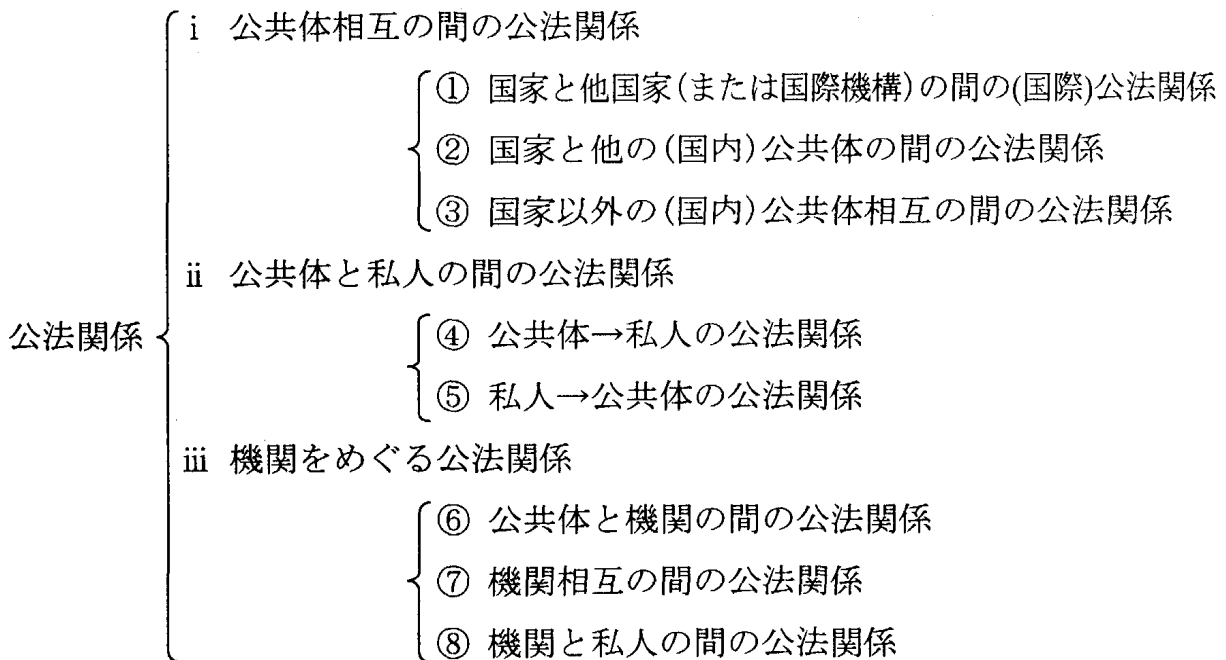 ⅰ 公共体相互の間の公法関係
① 国家と他国家(または国際機構)の間の(国際)公法関係
② 国家と他の(国内)公共体の間の公法関係
③ 国家以外の(国内)公共体相互の間の公法関係
ⅱ 公共体と私人の間の公法関係
公法関係
④ 公共体→私人の公法関係
⑤ 私人→公共体の公法関係
ⅲ 機関をめぐる公法関係
⑥ 公共体と機関の間の公法関係
⑦ 機関相互の間の公法関係
⑧ 機関と私人の間の公法関係